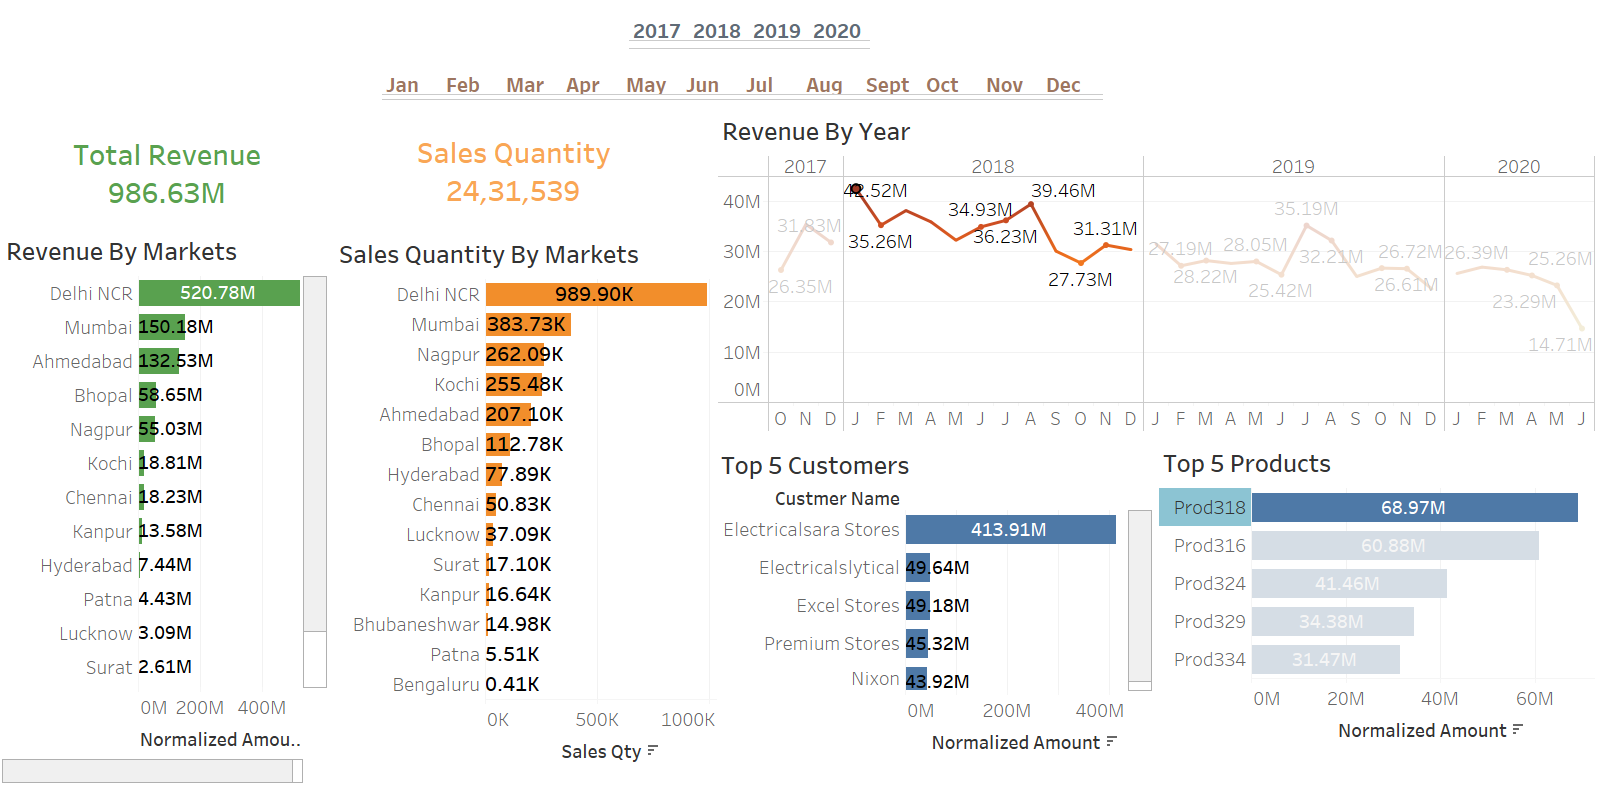 2017 2018 2019 2020
Jan Feb Mar Apr May Jun Jul Aug Sept Oct Nov Dec
Total Revenue
986.63M
Sales Quantity
24,31,539
Revenue By Markets
Delhi NCR 520.78M
Mumbai 150.18M
Ahmedabad 132.53M
Bhopal 58.65M
Nagpur 55.03M
Kochi 18.81M
Chennai 18.23M
Kanpur 13.58M
Hyderabad 7.44M
Patna 4.43M
Lucknow 3.09M
Surat 2.61M
0M 200M 400M
Normalized Amou..
Sales Quantity By Markets
Delhi NCR 989.90K
Mumbai 383.73K
Nagpur 262.09K
Kochi 255.48K
Ahmedabad 207.10K
Bhopal 112.78K
Hyderabad 77.89K
Chennai 50.83K
Lucknow 37.09K
Surat 17.10K
Kanpur 16.64K
Bhubaneshwar 14.98K
Patna 5.51K
Bengaluru 0.41K
0K 500K 1000K
Sales Qty
Revenue By Year
2017 2018 2019 2020
40M
30M
20M
10M
0M
31.83M
26.35M
42.52M
35.26M
34.93M
36.23M
39.46M
27.73M
31.31M
27.19M
28.22M
28.05M
25.42M
35.19M
32.21M
26.72M
26.61M
26.39M
25.26M
23.29M
14.71M
O N D J F M A M J J A S O N D J F M A M J J A S O N D J F M A M J
Top 5 Customers
Custmer Name
Electricalsara Stores 413.91M
Electricalslytical 49.64M
Excel Stores 49.18M
Premium Stores 45.32M
Nixon 43.92M
0M 200M 400M
Normalized Amount
Top 5 Products
Prod318 68.97M
Prod316 60.88M
Prod324 41.46M
Prod329 34.38M
Prod334 31.47M
0M 20M 40M 60M
Normalized Amount